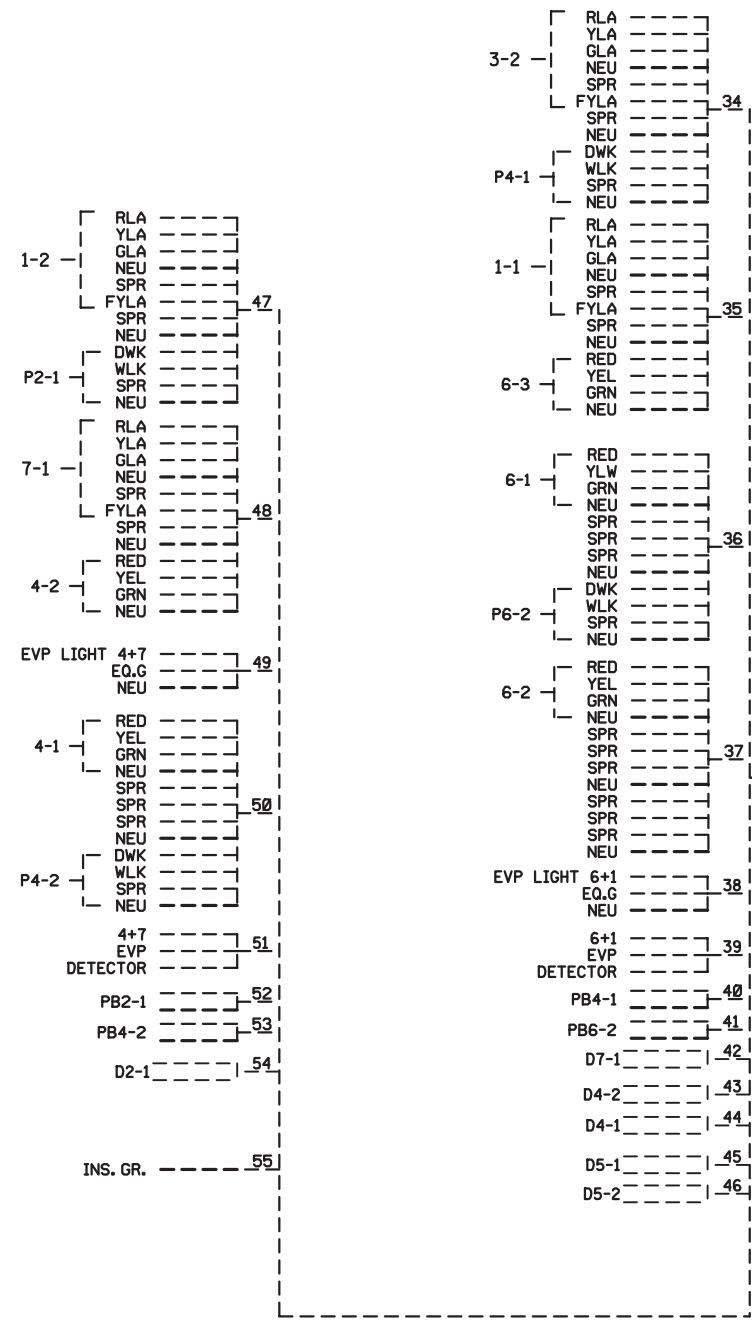 RLA
YLA
GLA
1-2
NEU
SPR
FYLA
47
SPR
NEU
DWK
P2-1
WLK
SPR
NEU
RLA
YLA
GLA
7-1
NEU
SPR
FYLA
48
SPR
NEU
RED
4-2
YEL
GRN
NEU
EVP LIGHT 4+7
EQ.G
49
NEU
RED
4-1
YEL
GRN
NEU
SPR
SPR
50
SPR
NEU
DWK
P4-2
WLK
SPR
NEU
4+7
EVP
51
DETECTOR
PB2-1
52
PB4-2
53
D2-1
54
INS. GR.
55
RLA
YLA
GLA
3-2
NEU
SPR
FYLA
34
SPR
NEU
DWK
P4-1
WLK
SPR
NEU
RLA
YLA
GLA
1-1
NEU
SPR
FYLA
35
SPR
NEU
RED
6-3
YEL
GRN
NEU
RED
6-1
YLW
GRN
NEU
SPR
SPR
36
SPR
NEU
DWK
P6-2
WLK
SPR
NEU
RED
6-2
YEL
GRN
NEU
SPR
SPR
37
SPR
NEU
SPR
SPR
SPR
NEU
EVP LIGHT 6+1
EQ.G
38
NEU
6+1
EVP
39
DETECTOR
PB4-1
40
PB6-2
41
D7-1
42
D4-2
43
D4-1
44
D5-1
45
D5-2
46